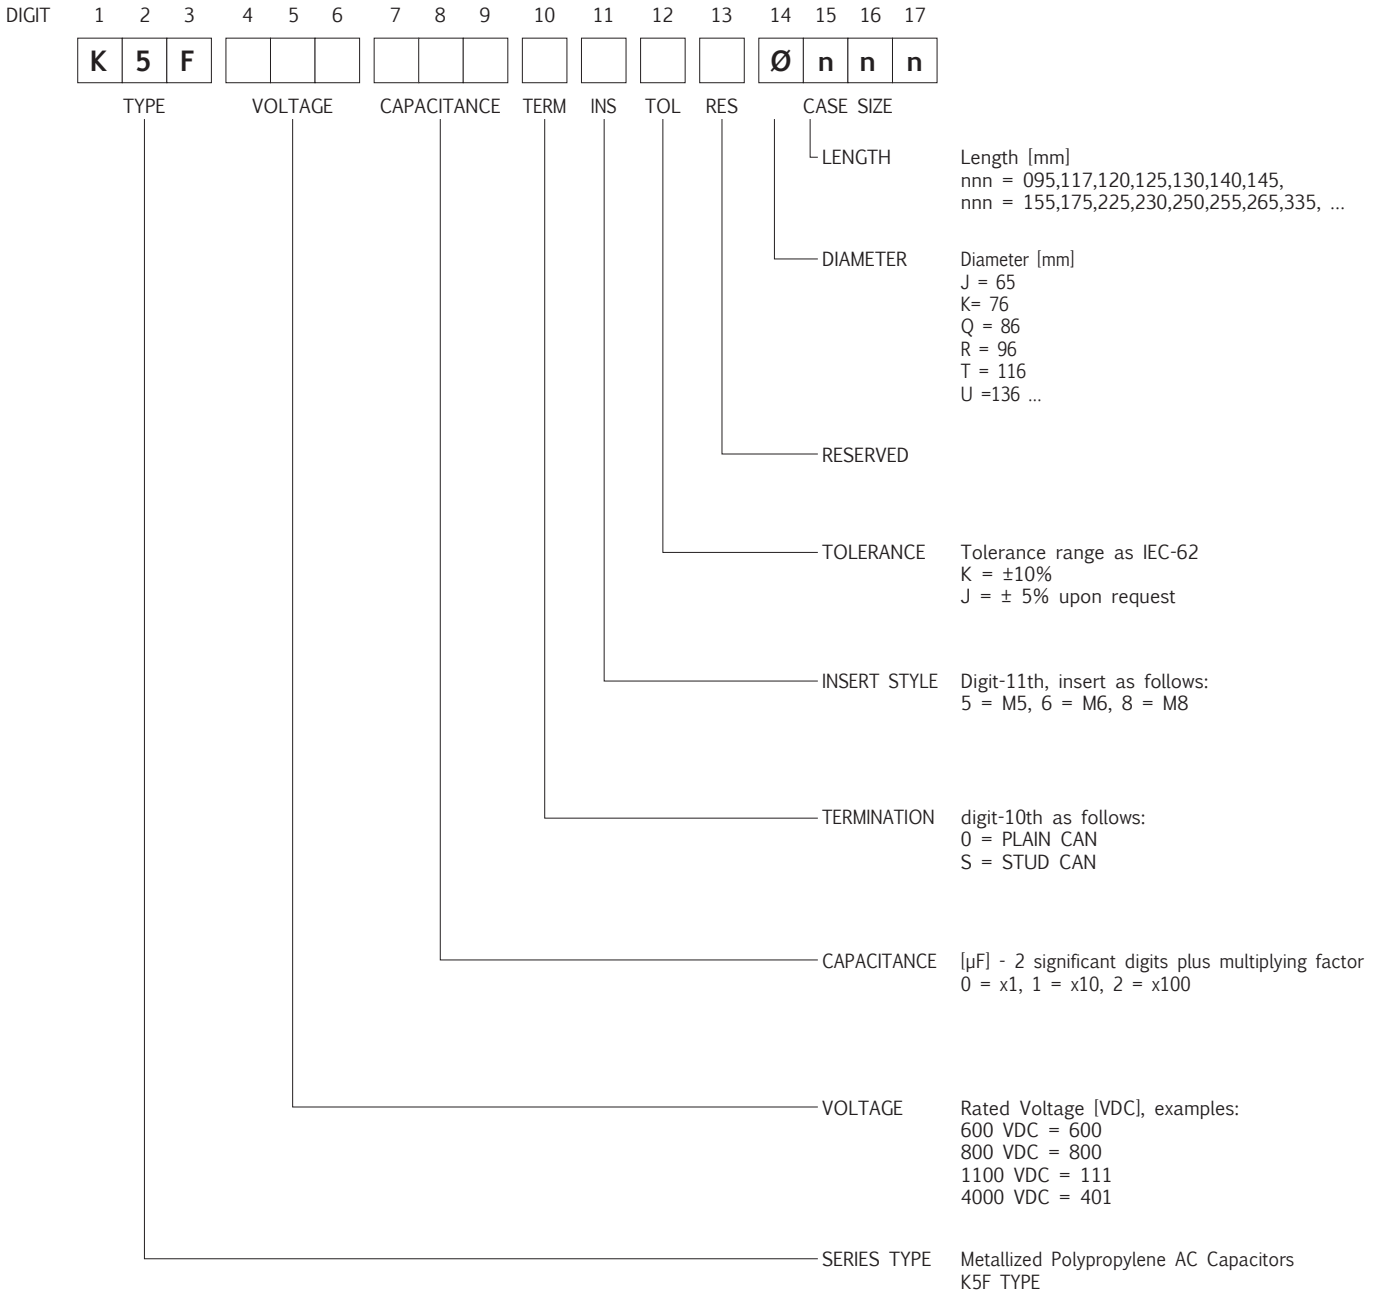 DIGIT 1 2 3 4 5 6 7 8 9 10 11 12 13 14 15 16 17
K 5 F Ø n n n
TYPE VOLTAGE CAPACITANCE TERM INS TOL RES CASE SIZE
LENGTH Length [mm]
nnn = 095,117,120,125,130,140,145,
nnn = 155,175,225,230,250,255,265,335, ...
DIAMETER Diameter [mm]
J = 65
K= 76
Q = 86
R = 96
T = 116
U =136 ...
RESERVED
TOLERANCE Tolerance range as IEC-62
K = ±10%
J = ± 5% upon request
INSERT STYLE Digit-11th, insert as follows:
5 = M5, 6 = M6, 8 = M8
TERMINATION digit-10th as follows:
0 = PLAIN CAN
S = STUD CAN
CAPACITANCE [µF] - 2 significant digits plus multiplying factor
0 = x1, 1 = x10, 2 = x100
VOLTAGE Rated Voltage [VDC], examples:
600 VDC = 600
800 VDC = 800
1100 VDC = 111
4000 VDC = 401
SERIES TYPE Metallized Polypropylene AC Capacitors
K5F TYPE